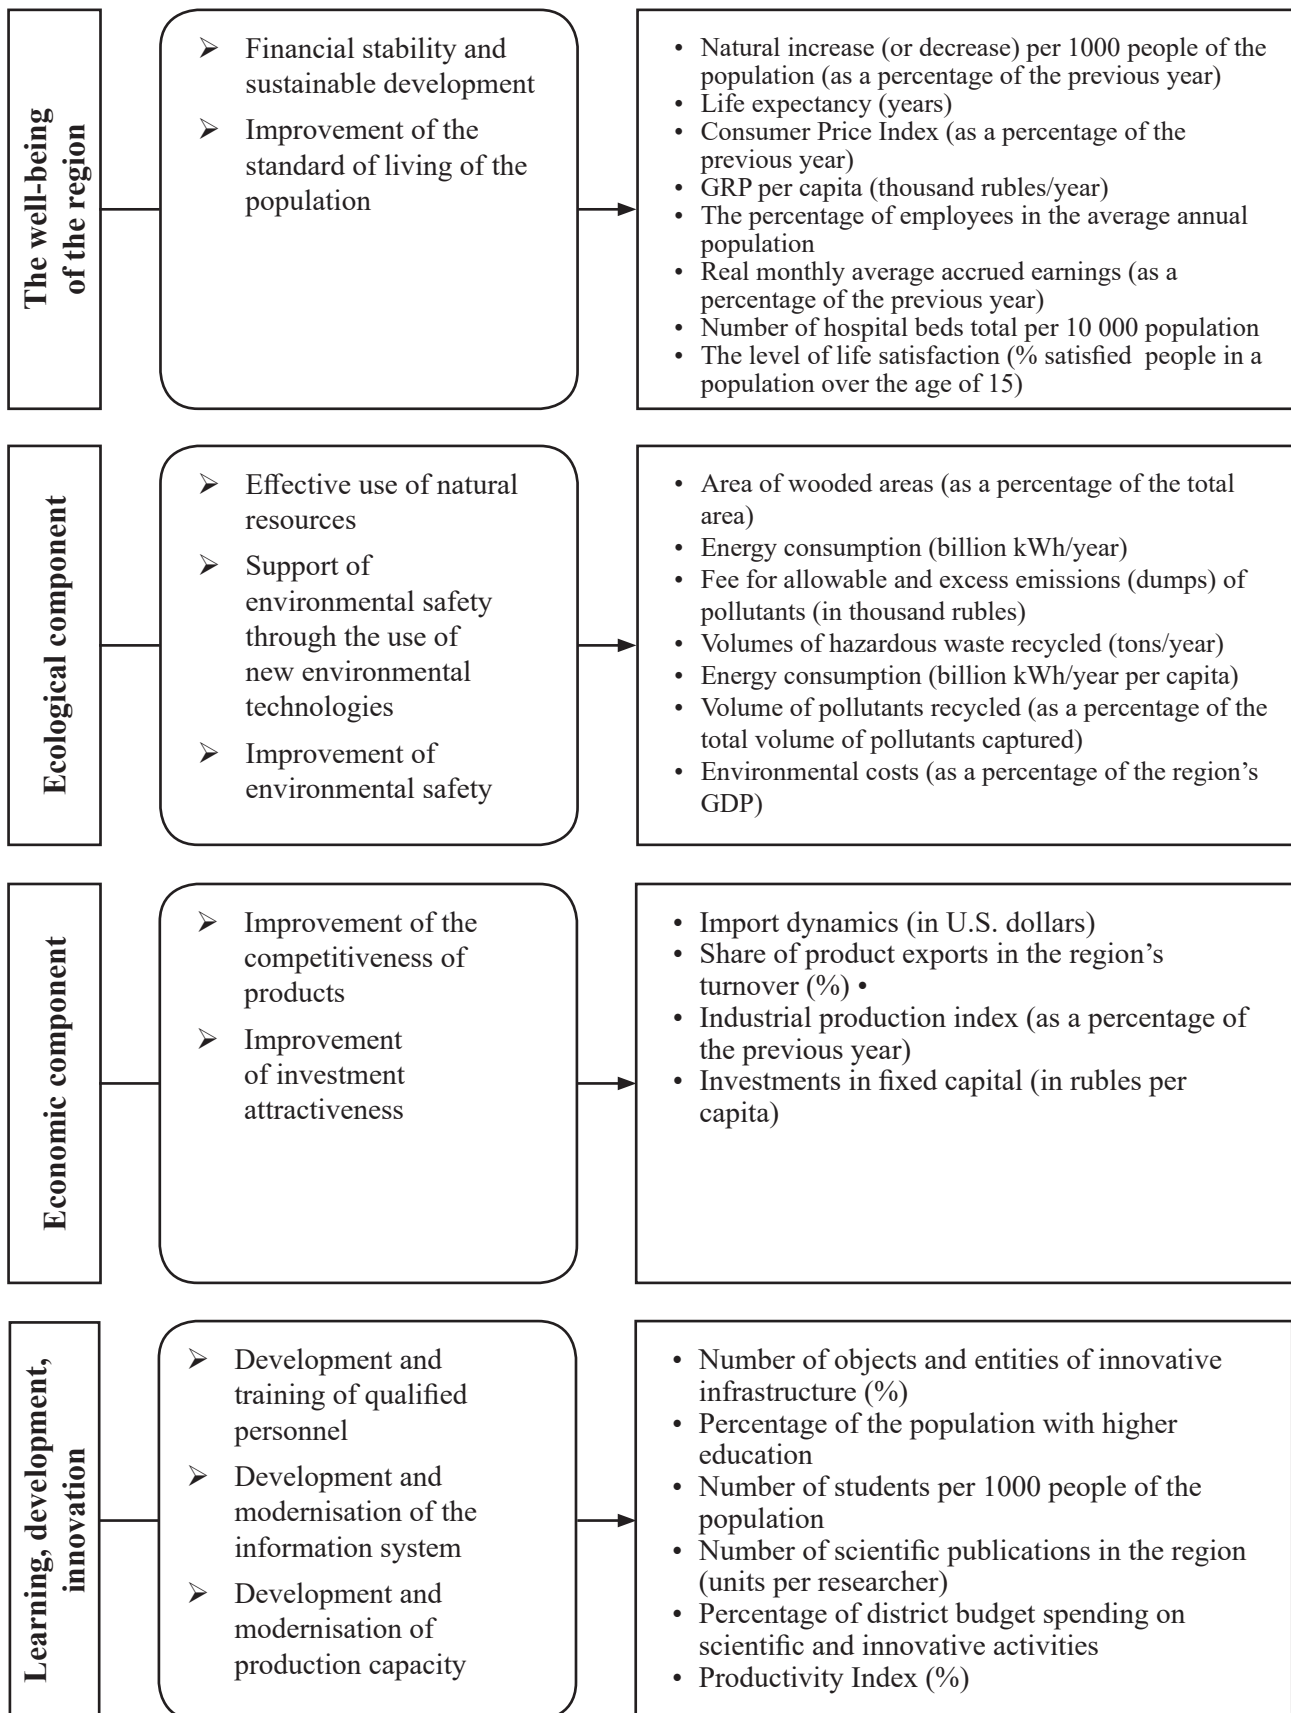 The well-being
of the region
➢ Financial stability and
sustainable development
➢ Improvement of the
standard of living of the
population
• Natural increase (or decrease) per 1000 people of the
population (as a percentage of the previous year)
• Life expectancy (years)
• Consumer Price Index (as a percentage of the
previous year)
• GRP per capita (thousand rubles/year)
• The percentage of employees in the average annual
population
• Real monthly average accrued earnings (as a
percentage of the previous year)
• Number of hospital beds total per 10 000 population
• The level of life satisfaction (% satisfied people in a
population over the age of 15)
Ecological component
➢ Effective use of natural
resources
➢ Support of
environmental safety
through the use of
new environmental
technologies
➢ Improvement of
environmental safety
• Area of wooded areas (as a percentage of the total
area)
• Energy consumption (billion kWh/year)
• Fee for allowable and excess emissions (dumps) of
pollutants (in thousand rubles)
• Volumes of hazardous waste recycled (tons/year)
• Energy consumption (billion kWh/year per capita)
• Volume of pollutants recycled (as a percentage of the
total volume of pollutants captured)
• Environmental costs (as a percentage of the region’s
GDP)
Economic component
➢ Improvement of the
competitiveness of
products
➢ Improvement
of investment
attractiveness
• Import dynamics (in U.S. dollars)
• Share of product exports in the region’s
turnover (%) •
• Industrial production index (as a percentage of
the previous year)
• Investments in fixed capital (in rubles per
capita)
Learning, development,
innovation
➢ Development and
training of qualified
personnel
➢ Development and
modernisation of the
information system
➢ Development and
modernisation of
production capacity
• Number of objects and entities of innovative
infrastructure (%)
• Percentage of the population with higher
education
• Number of students per 1000 people of the
population
• Number of scientific publications in the region
(units per researcher)
• Percentage of district budget spending on
scientific and innovative activities
• Productivity Index (%)